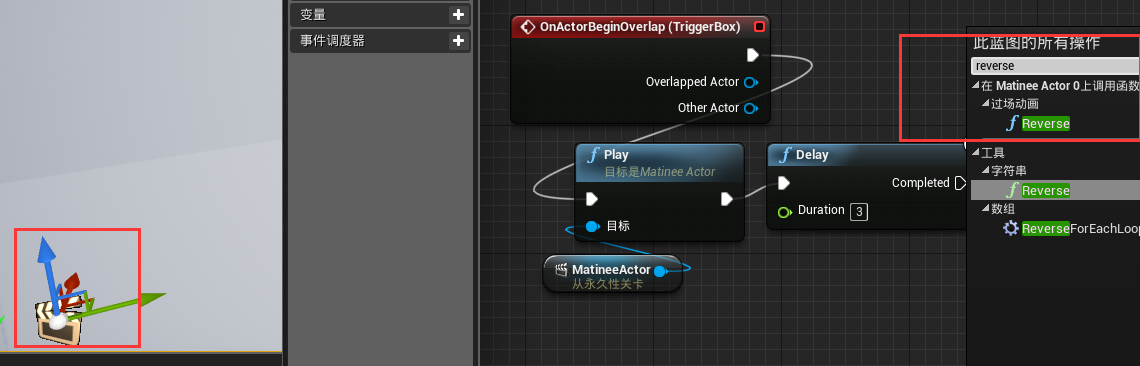 变量
事件调度器
OnActorBeginOverlap (TriggerBox)
Overlapped Actor
Other Actor
Play
目标是Matinee Actor
目标
MatineeActor
从永久性关卡
Delay
Completed
Duration 3
此蓝图的所有操作
reverse
在 Matinee Actor 0上调用函数
过场动画
f Reverse
工具
字符串
f Reverse
数组
ReverseForEachLoop